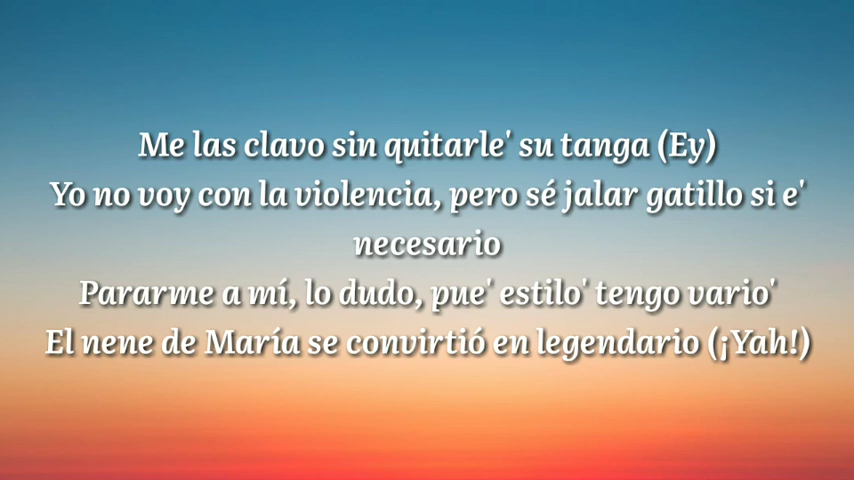 Me las clavo sin quitarle' su tanga (Ey)
Yo no voy con la violencia, pero sé jalar gatillo si e'
necesario
Pararme a mí, lo dudo, pue' estilo' tengo vario'
El nene de María se convirtió en legendario (¡Yah!)